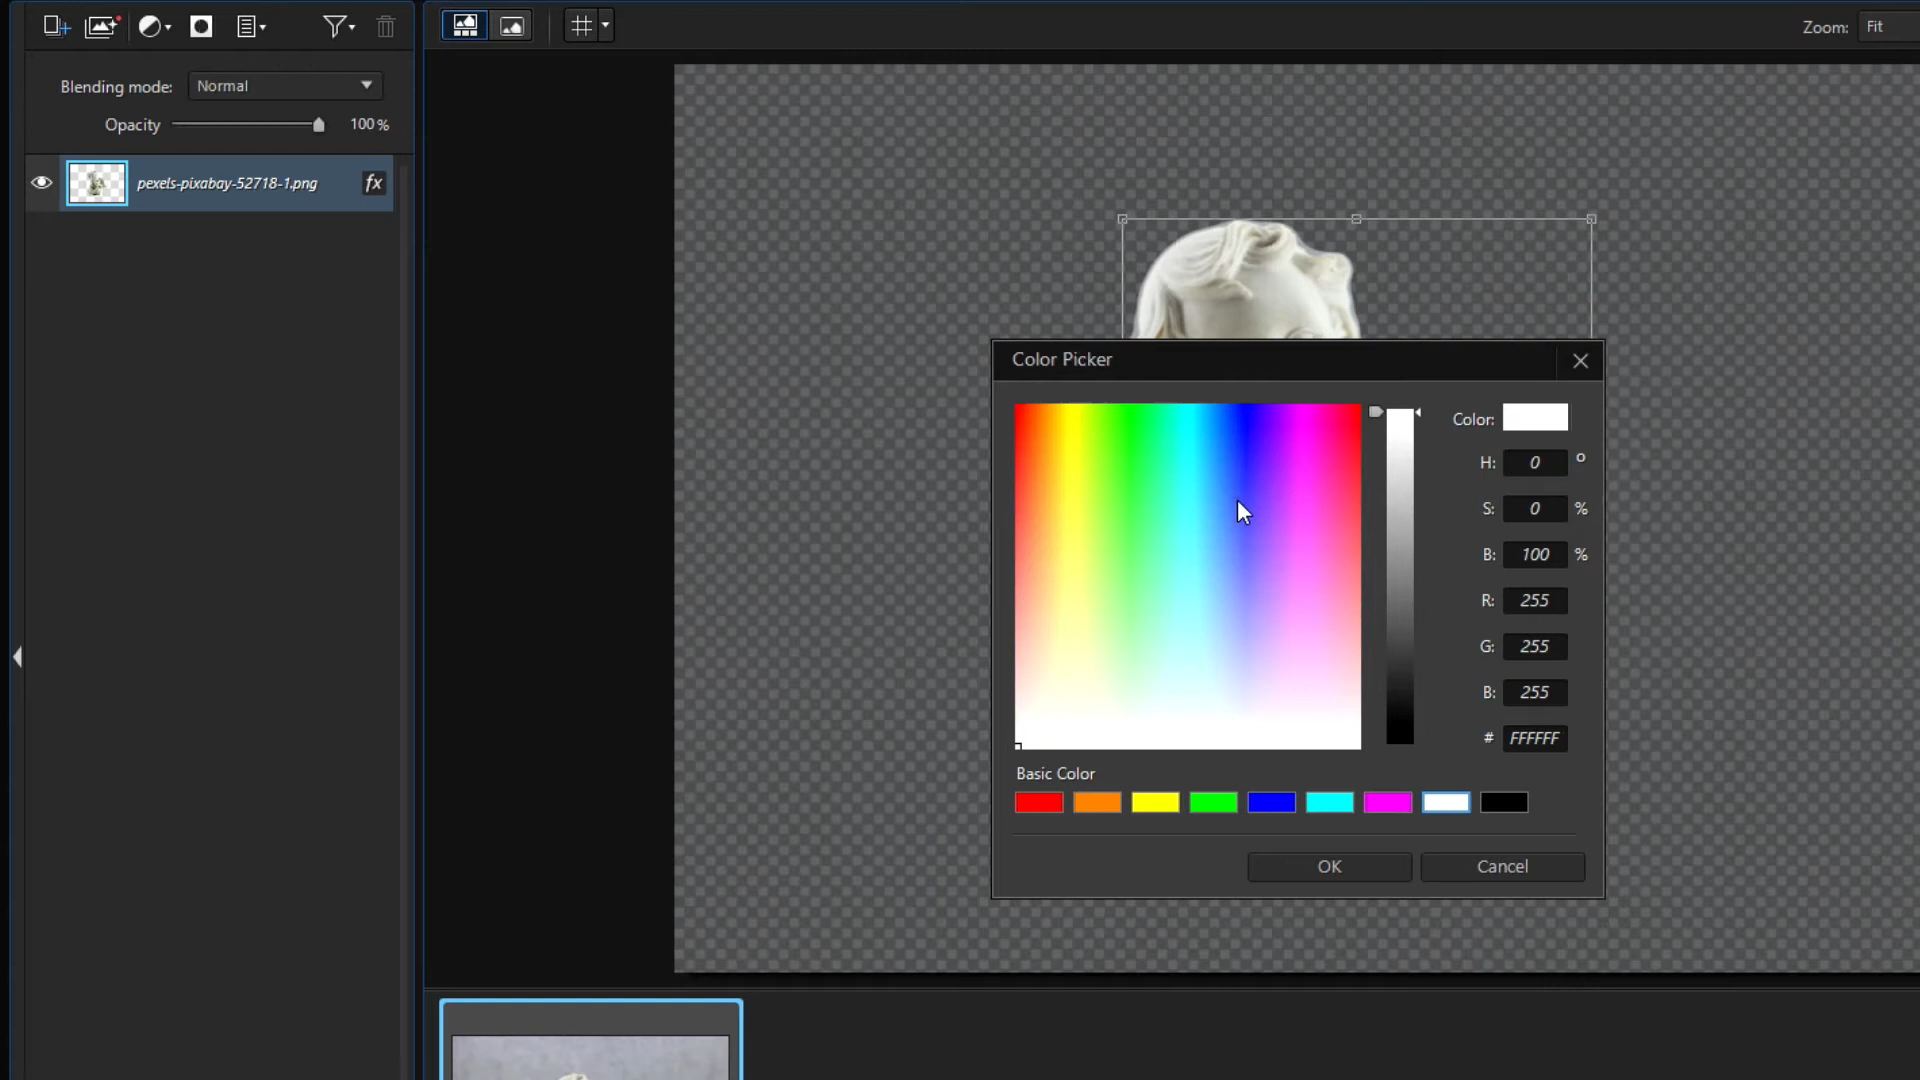 Zoom: Fit
Blending mode: Normal
Opacity 100 %
pexels-pixabay-52718-1.png fx
Color Picker
Color:
H: 0 °
S: 0 %
B: 100 %
R: 255
G: 255
B: 255
# FFFFFF
Basic Color
OK Cancel